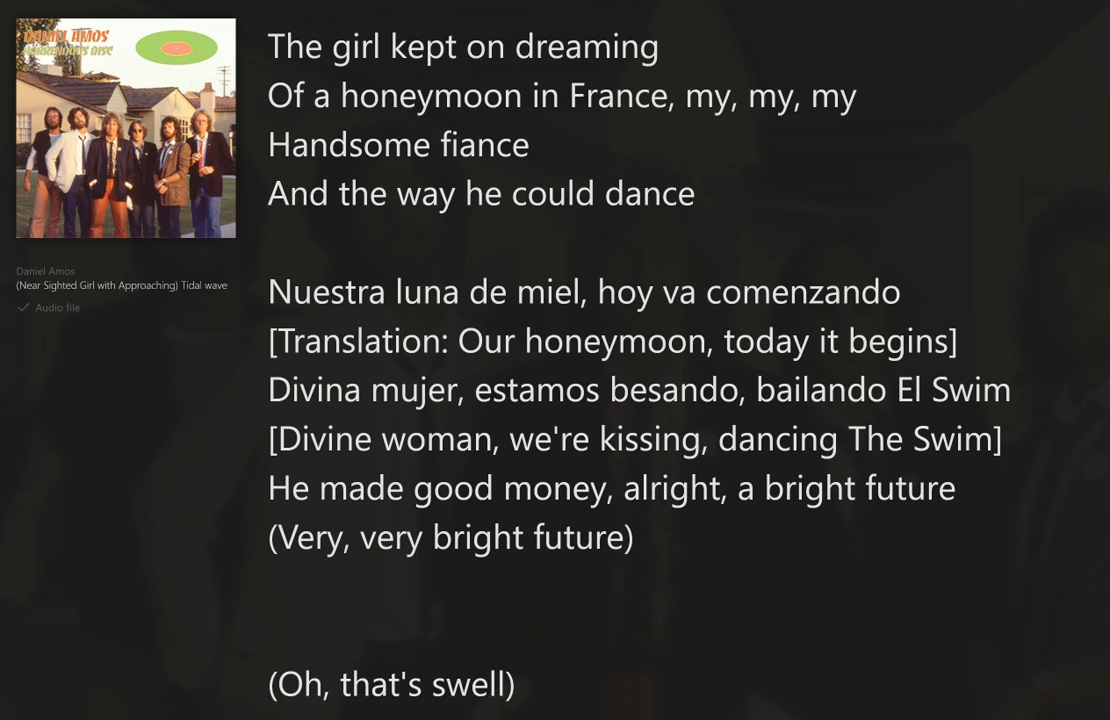 DANIEL AMOS
HORRENDOUS DISC
Daniel Amos
(Near Sighted Girl with Approaching) Tidal wave
Audio file
The girl kept on dreaming
Of a honeymoon in France, my, my, my
Handsome fiance
And the way he could dance
Nuestra luna de miel, hoy va comenzando
[Translation: Our honeymoon, today it begins]
Divina mujer, estamos besando, bailando El Swim
[Divine woman, we're kissing, dancing The Swim]
He made good money, alright, a bright future
(Very, very bright future)
(Oh, that's swell)